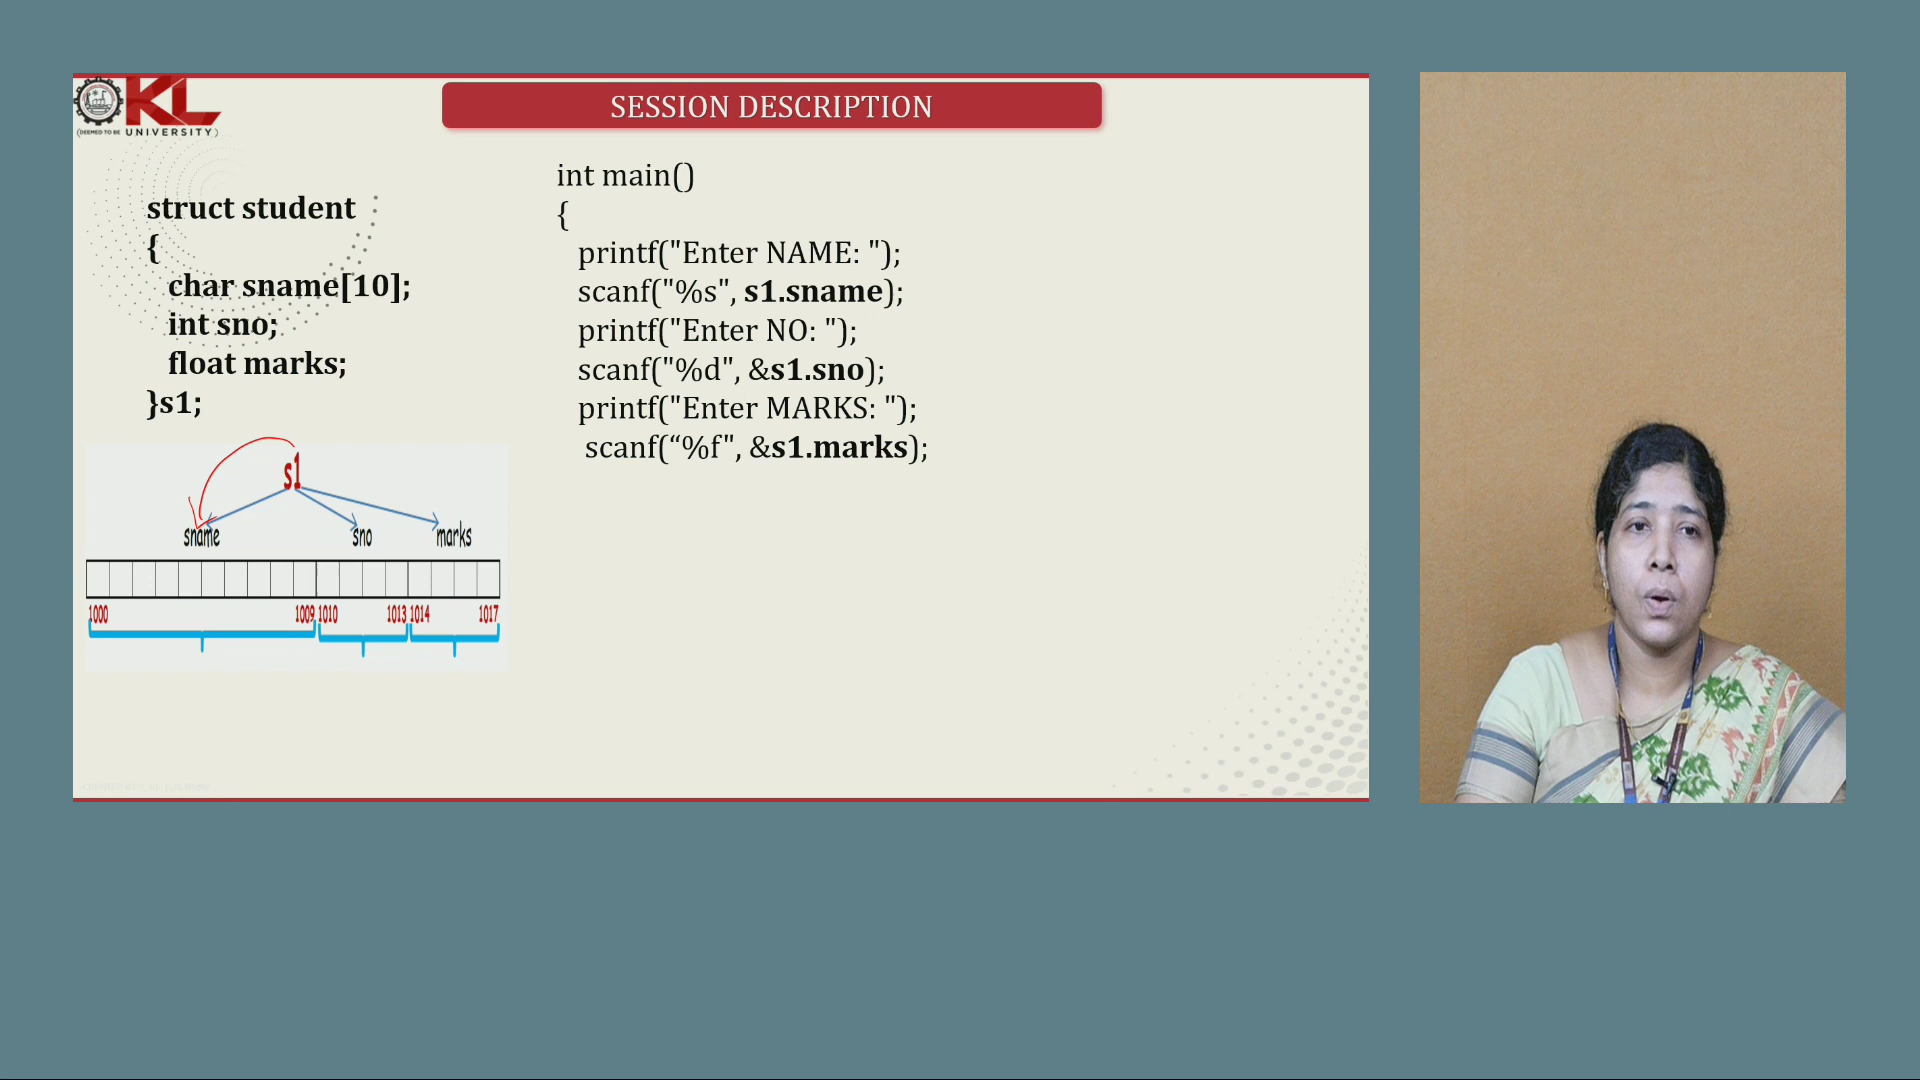 KL
(DEEMED TO BE UNIVERSITY)
SESSION DESCRIPTION
struct student
{
char sname[10];
int sno;
float marks;
}s1;
int main()
{
printf("Enter NAME: ");
scanf("%s", s1.sname);
printf("Enter NO: ");
scanf("%d", &s1.sno);
printf("Enter MARKS: ");
scanf(“%f", &s1.marks);
s1
sname sno marks
1000 1009 1010 1013 1014 1017